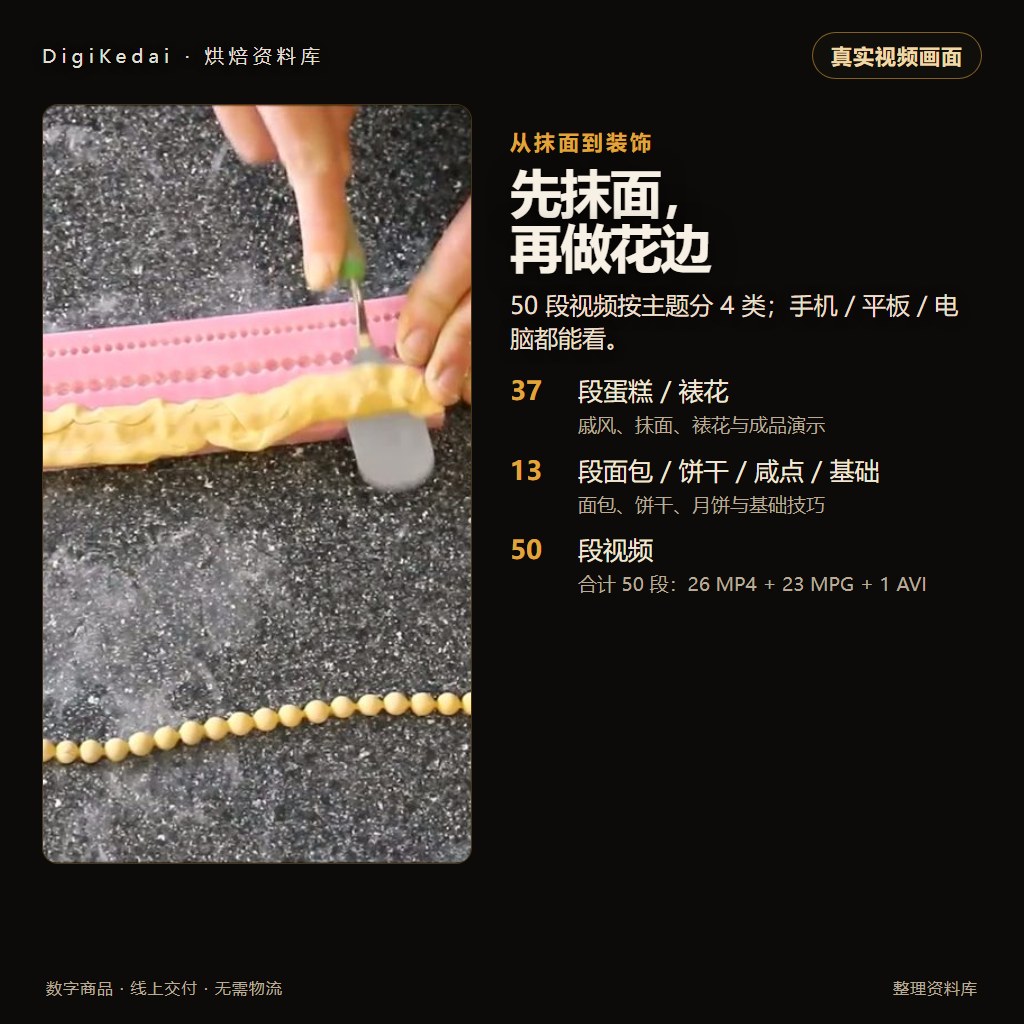 DigiKedai · 烘焙资料库
真实视频画面
从抹面到装饰
先抹面，
再做花边
50 段视频按主题分 4 类；手机 / 平板 / 电
脑都能看。
37 段蛋糕 / 裱花
戚风、抹面、裱花与成品演示
13 段面包 / 饼干 / 咸点 / 基础
面包、饼干、月饼与基础技巧
50 段视频
合计 50 段：26 MP4 + 23 MPG + 1 AVI
数字商品 · 线上交付 · 无需物流
整理资料库